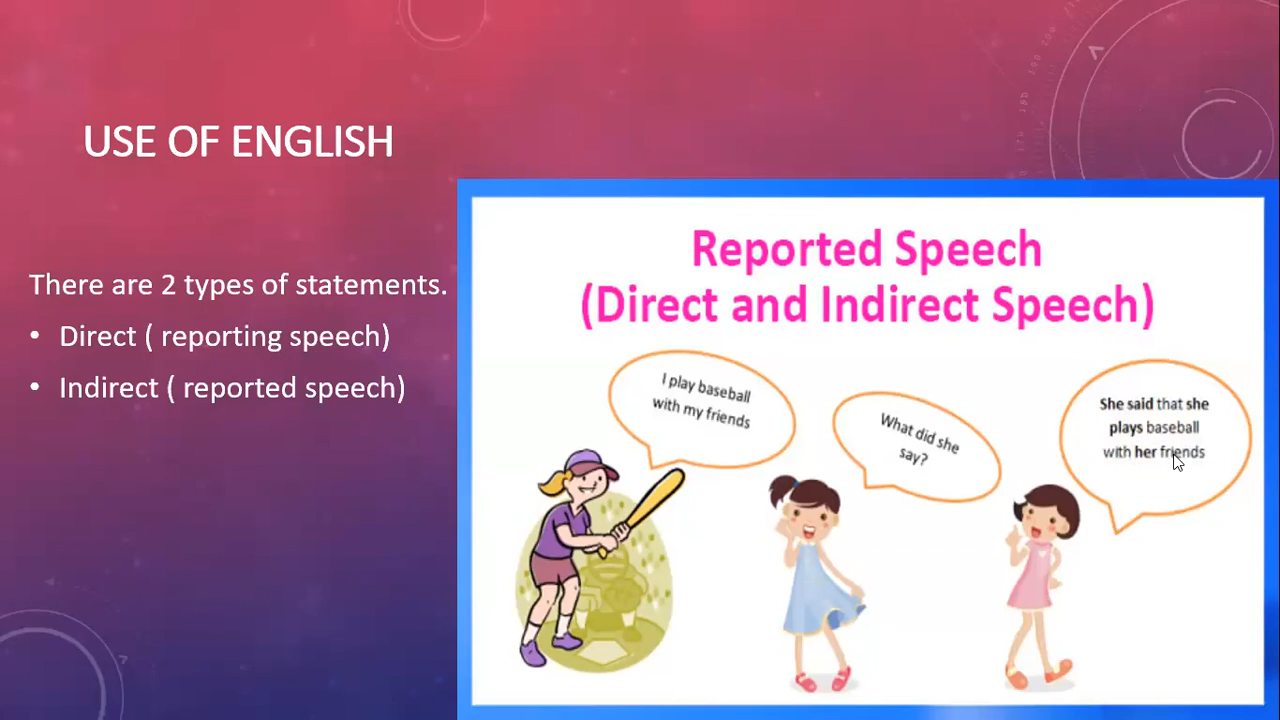 USE OF ENGLISH
There are 2 types of statements.
• Direct ( reporting speech)
• Indirect ( reported speech)
Reported Speech
(Direct and Indirect Speech)
I play baseball
with my friends
What did she
say?
She said that she
plays baseball
with her friends